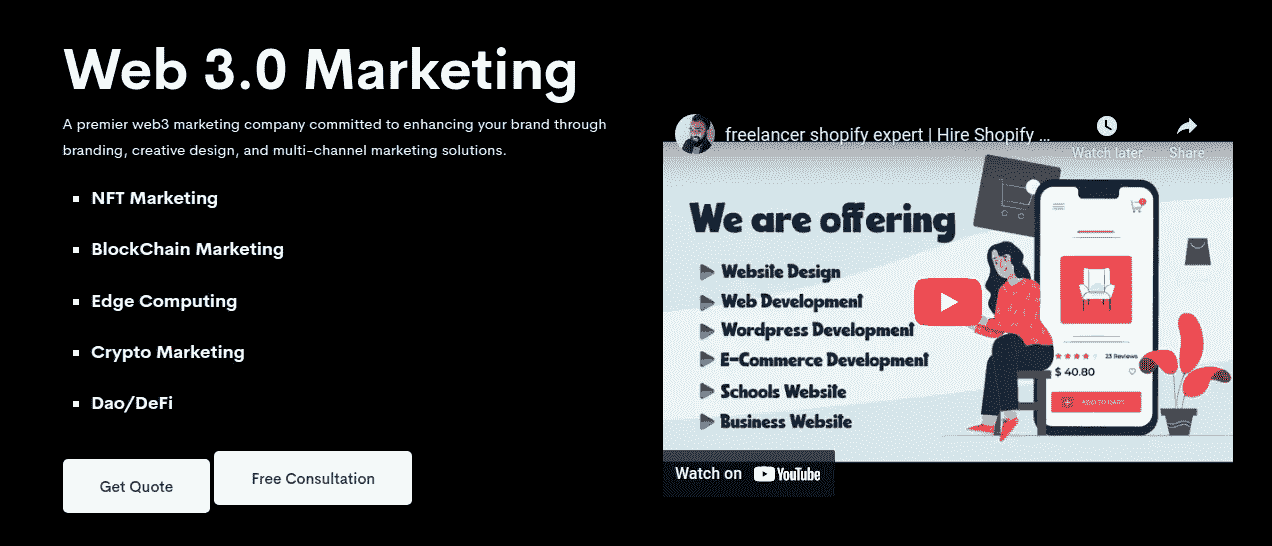 Web 3.0 Marketing
A premier web3 marketing company committed to enhancing your brand through
branding, creative design, and multi-channel marketing solutions.
NFT Marketing
BlockChain Marketing
Edge Computing
Crypto Marketing
Dao/DeFi
Get Quote
Free Consultation
freelancer shopify expert | Hire Shopify ...
Watch later
Share
We are offering
Website Design
Web Development
Wordpress Development
E-Commerce Development
Schools Website
Business Website
23 Reviews
$ 40.80
ADD TO CART
Watch on YouTube